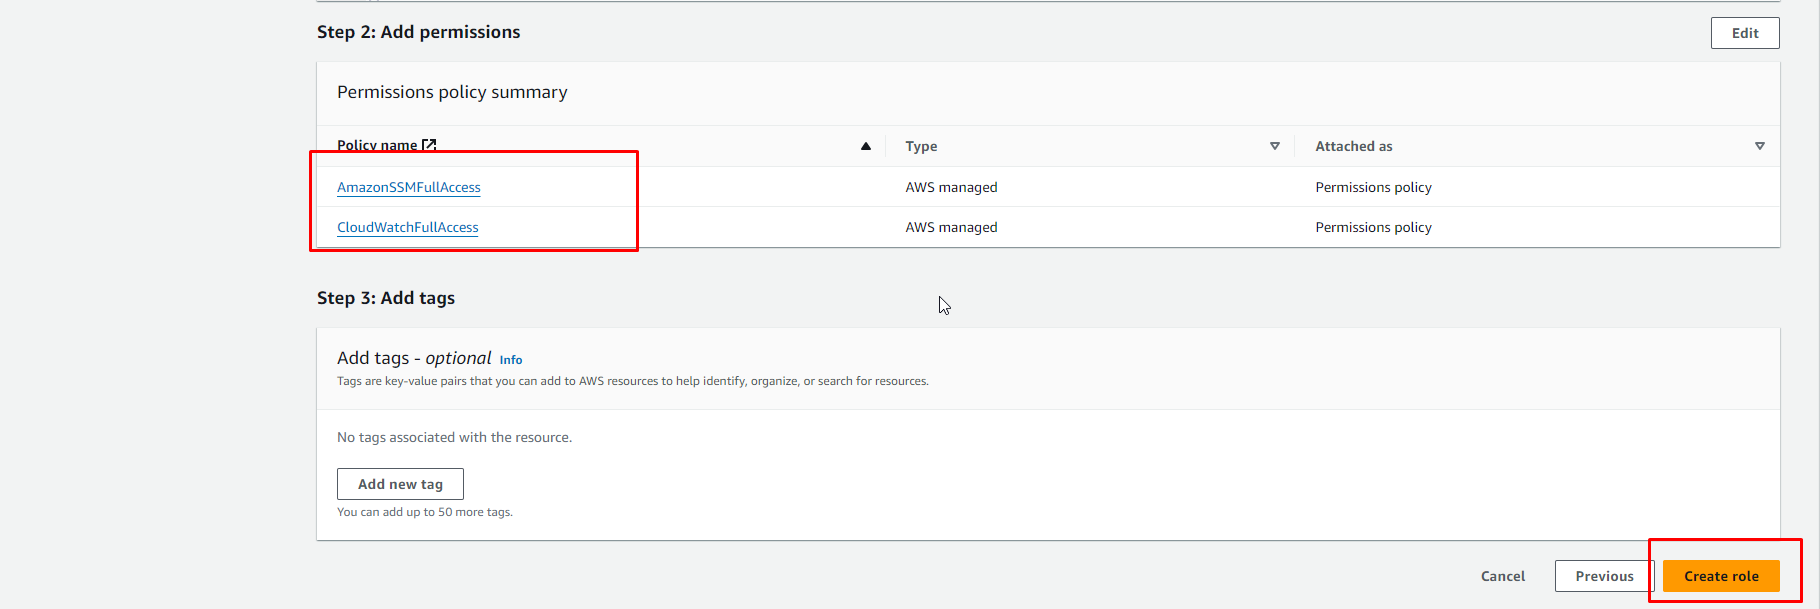 Step 2: Add permissions
Edit
Permissions policy summary
Policy name
Type
Attached as
AmazonSSMFullAccess
AWS managed
Permissions policy
CloudWatchFullAccess
AWS managed
Permissions policy
Step 3: Add tags
Add tags - optional Info
Tags are key-value pairs that you can add to AWS resources to help identify, organize, or search for resources.
No tags associated with the resource.
Add new tag
You can add up to 50 more tags.
Cancel
Previous
Create role